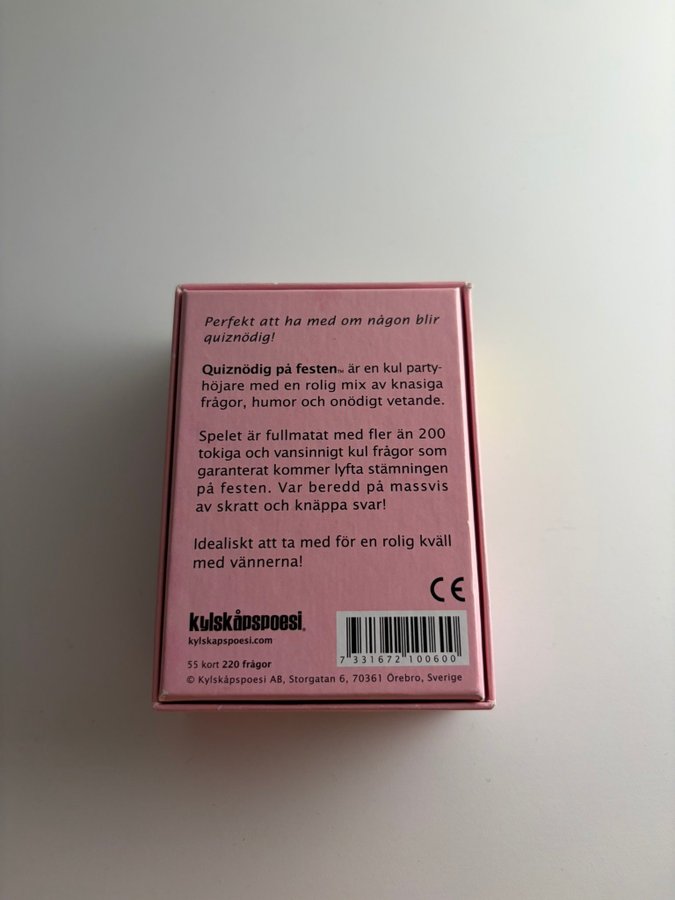 Perfekt att ha med om någon blir
quiznödig!
Quiznödig på festen™ är en kul party-
höjare med en rolig mix av knasiga
frågor, humor och onödigt vetande.
Spelet är fullmatat med fler än 200
tokiga och vansinnigt kul frågor som
garanterat kommer lyfta stämningen
på festen. Var beredd på massvis
av skratt och knäppa svar!
Idealiskt att ta med för en rolig kväll
med vännerna!
CE
kylskåpspoesi®
kylskapspoesi.com
7 331672 100600
55 kort 220 frågor
© Kylskåpspoesi AB, Storgatan 6, 70361 Örebro, Sverige